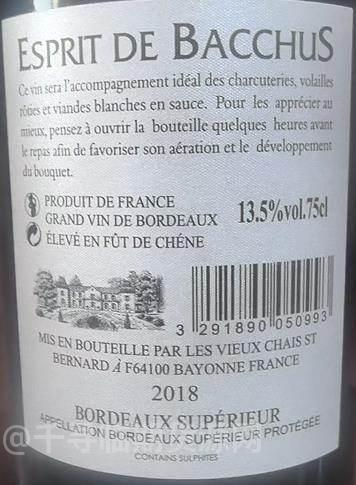 ESPRIT DE BACCHUS
Ce vin sera l'accompagnement idéal des charcuteries, volailles
rôties et viandes blanches en sauce. Pour les apprécier au
mieux, pensez à ouvrir la bouteille quelques heures avant
le repas afin de favoriser son aération et le développement
du bouquet.
PRODUIT DE FRANCE
GRAND VIN DE BORDEAUX
13.5%vol.75cl
ÉLEVÉ EN FÛT DE CHÉNE
3 291890 050993
MIS EN BOUTEILLE PAR LES VIEUX CHAIS ST
BERNARD À F64100 BAYONNE FRANCE
2018
BORDEAUX SUPÉRIEUR
APPELLATION BORDEAUX SUPÉRIEUR PROTÉGÉE
CONTAINS SULPHITES